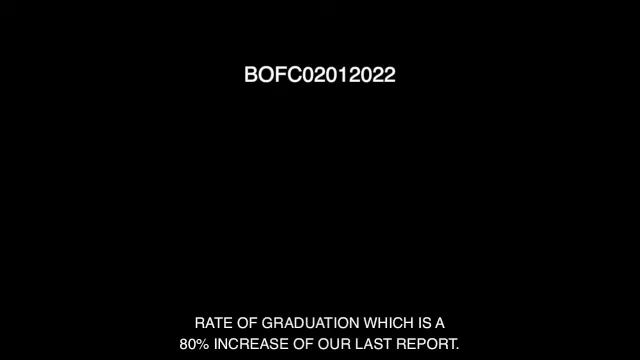 BOFC02012022
RATE OF GRADUATION WHICH IS A
80% INCREASE OF OUR LAST REPORT.